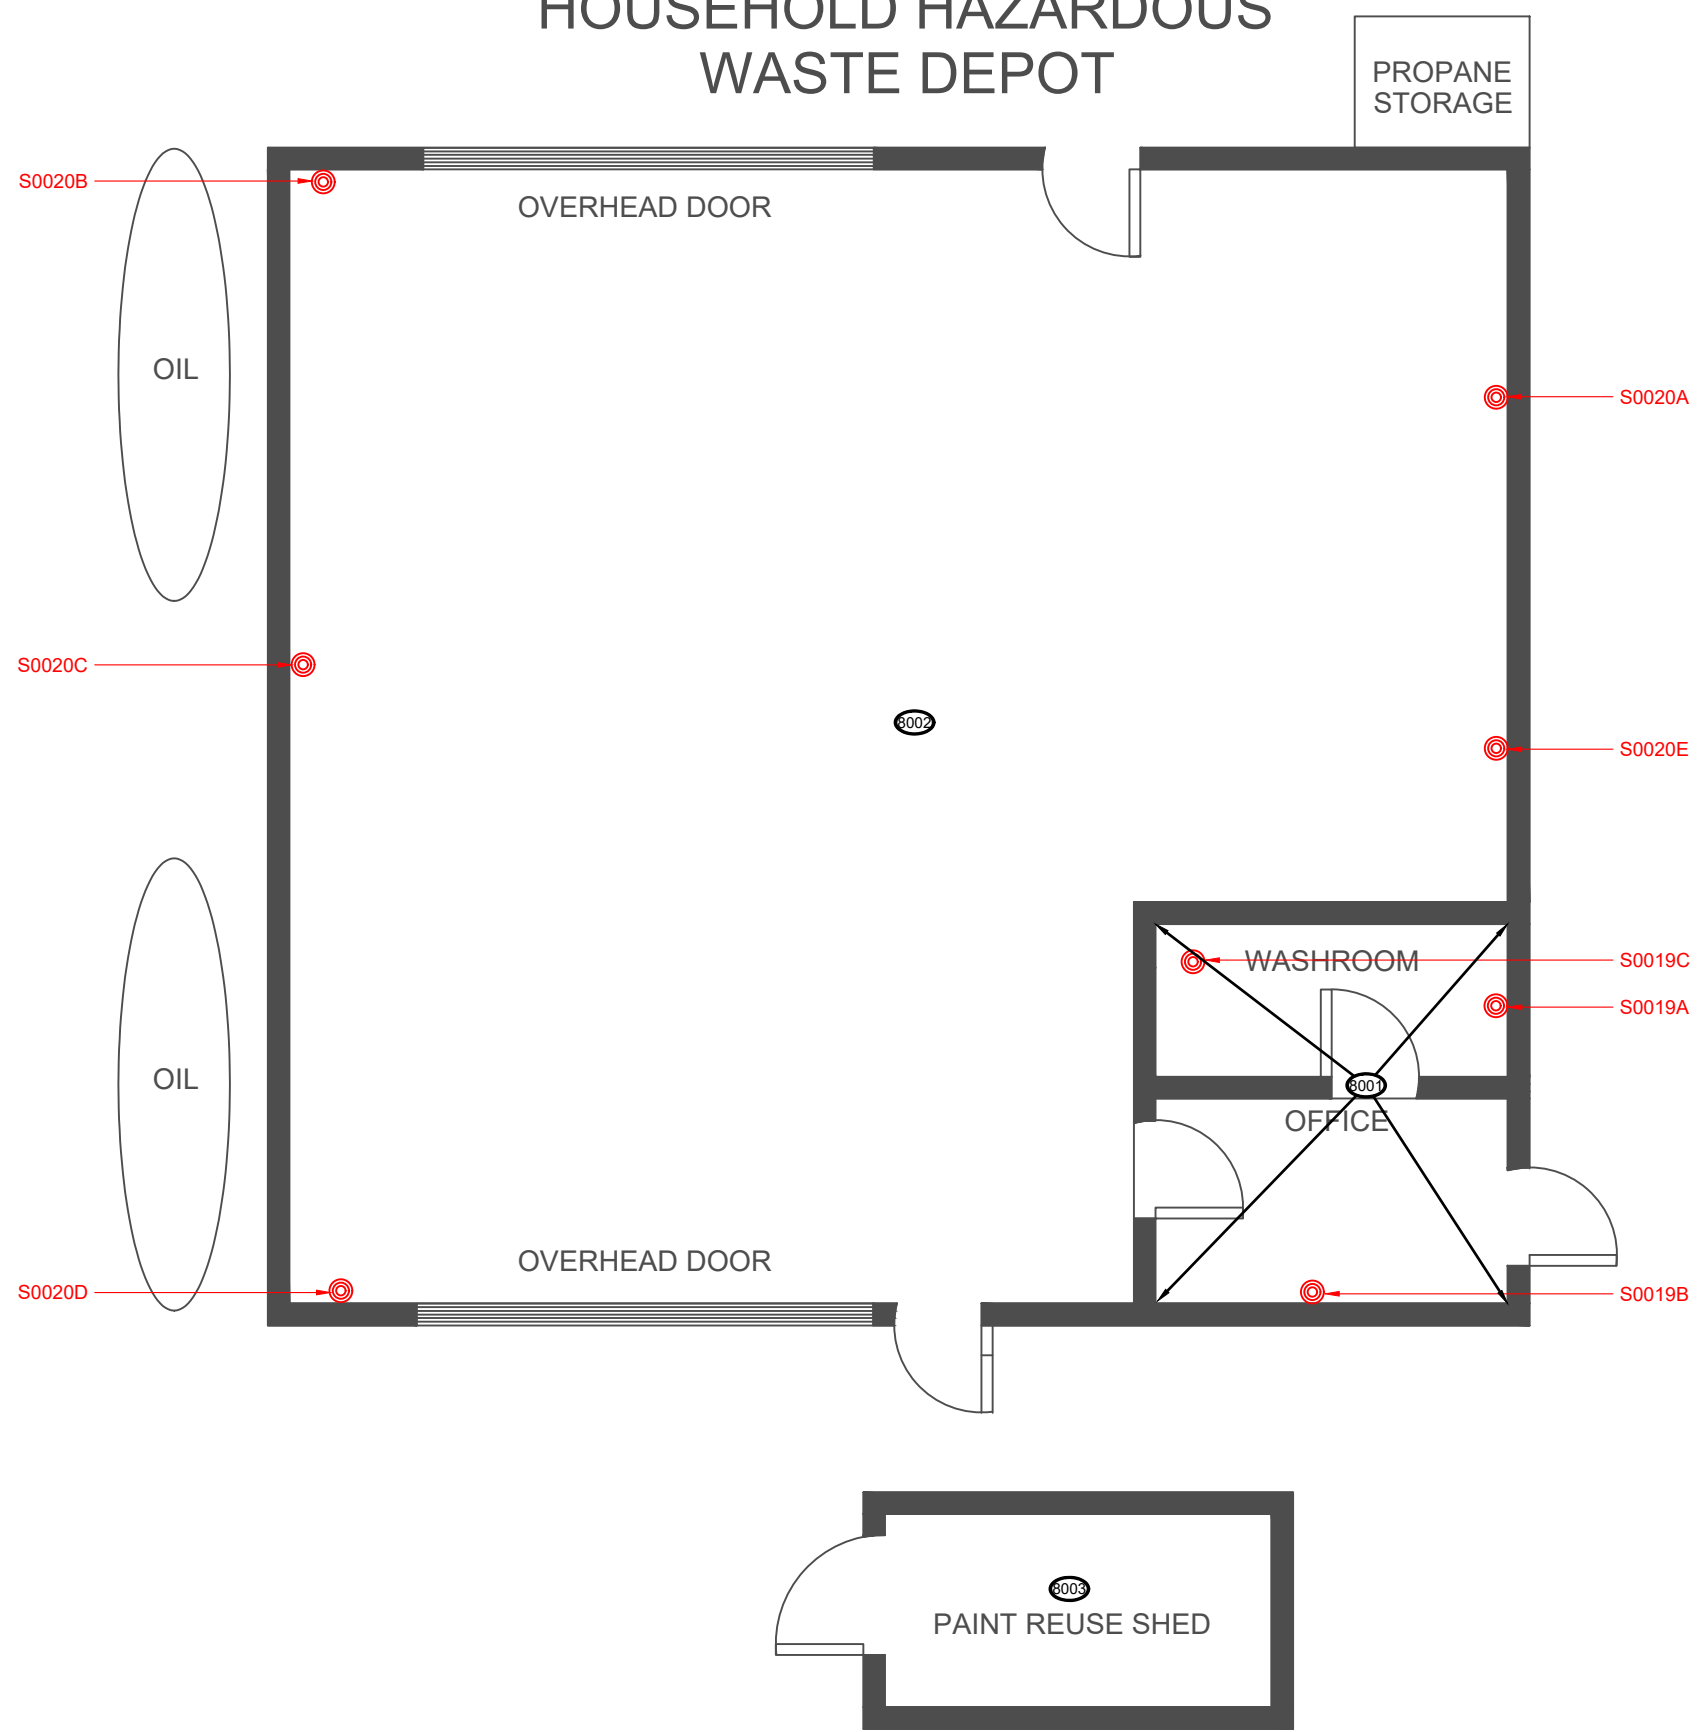 HOUSEHOLD HAZARDOUS
WASTE DEPOT
PROPANE
STORAGE
S0020B
OVERHEAD DOOR
OIL
S0020A
S0020C
8002
S0020E
WASHROOM
S0019C
S0019A
OIL
8001
OFFICE
OVERHEAD DOOR
S0020D
S0019B
8003
PAINT REUSE SHED